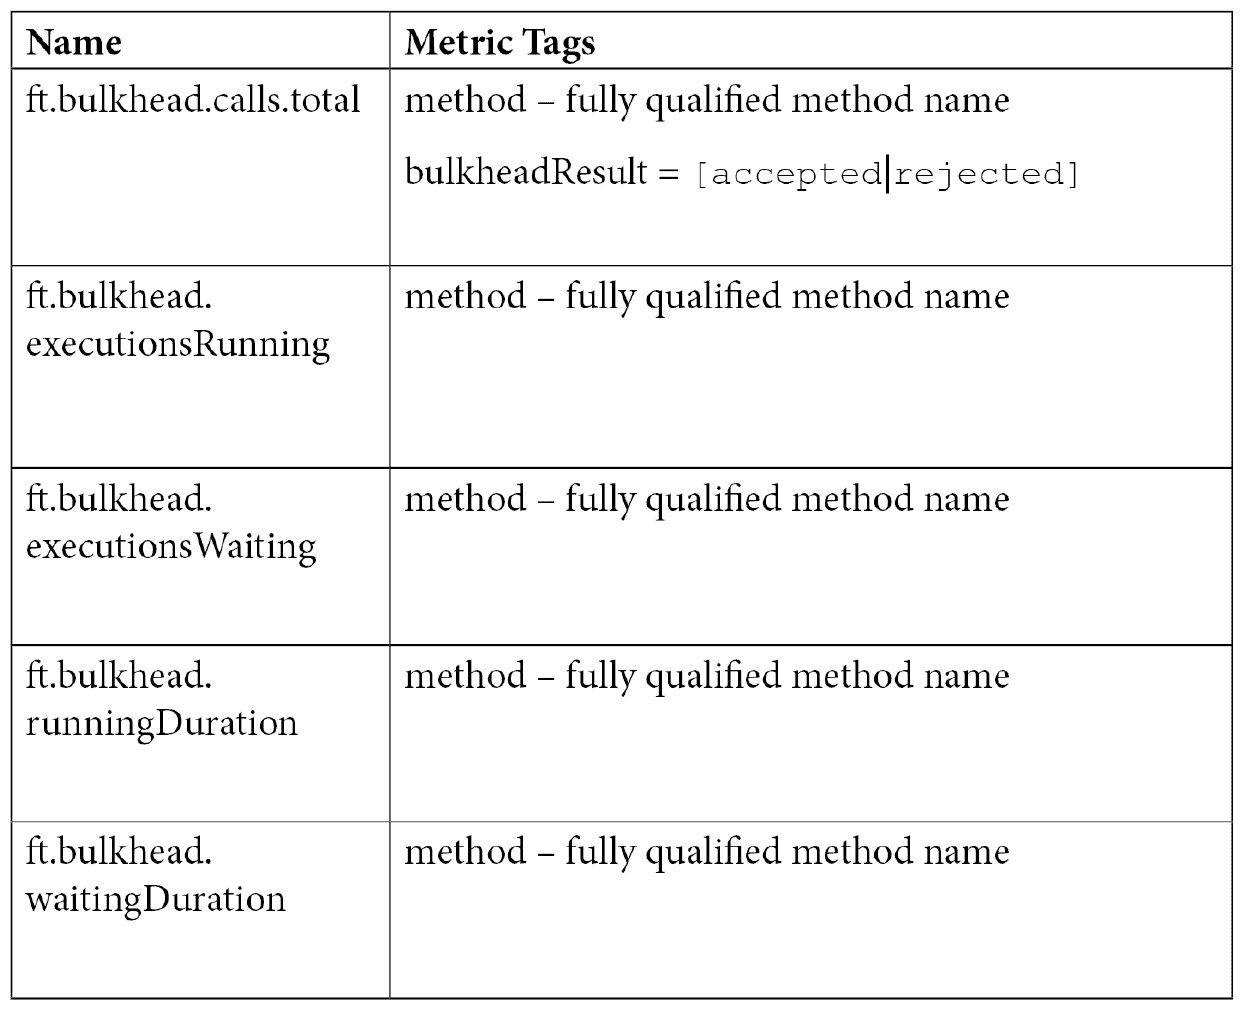 Name
Metric Tags
ft.bulkhead.calls.total
method – fully qualified method name
bulkheadResult = [accepted|rejected]
ft.bulkhead.
executionsRunning
method – fully qualified method name
ft.bulkhead.
executionsWaiting
method – fully qualified method name
ft.bulkhead.
runningDuration
method – fully qualified method name
ft.bulkhead.
waitingDuration
method – fully qualified method name